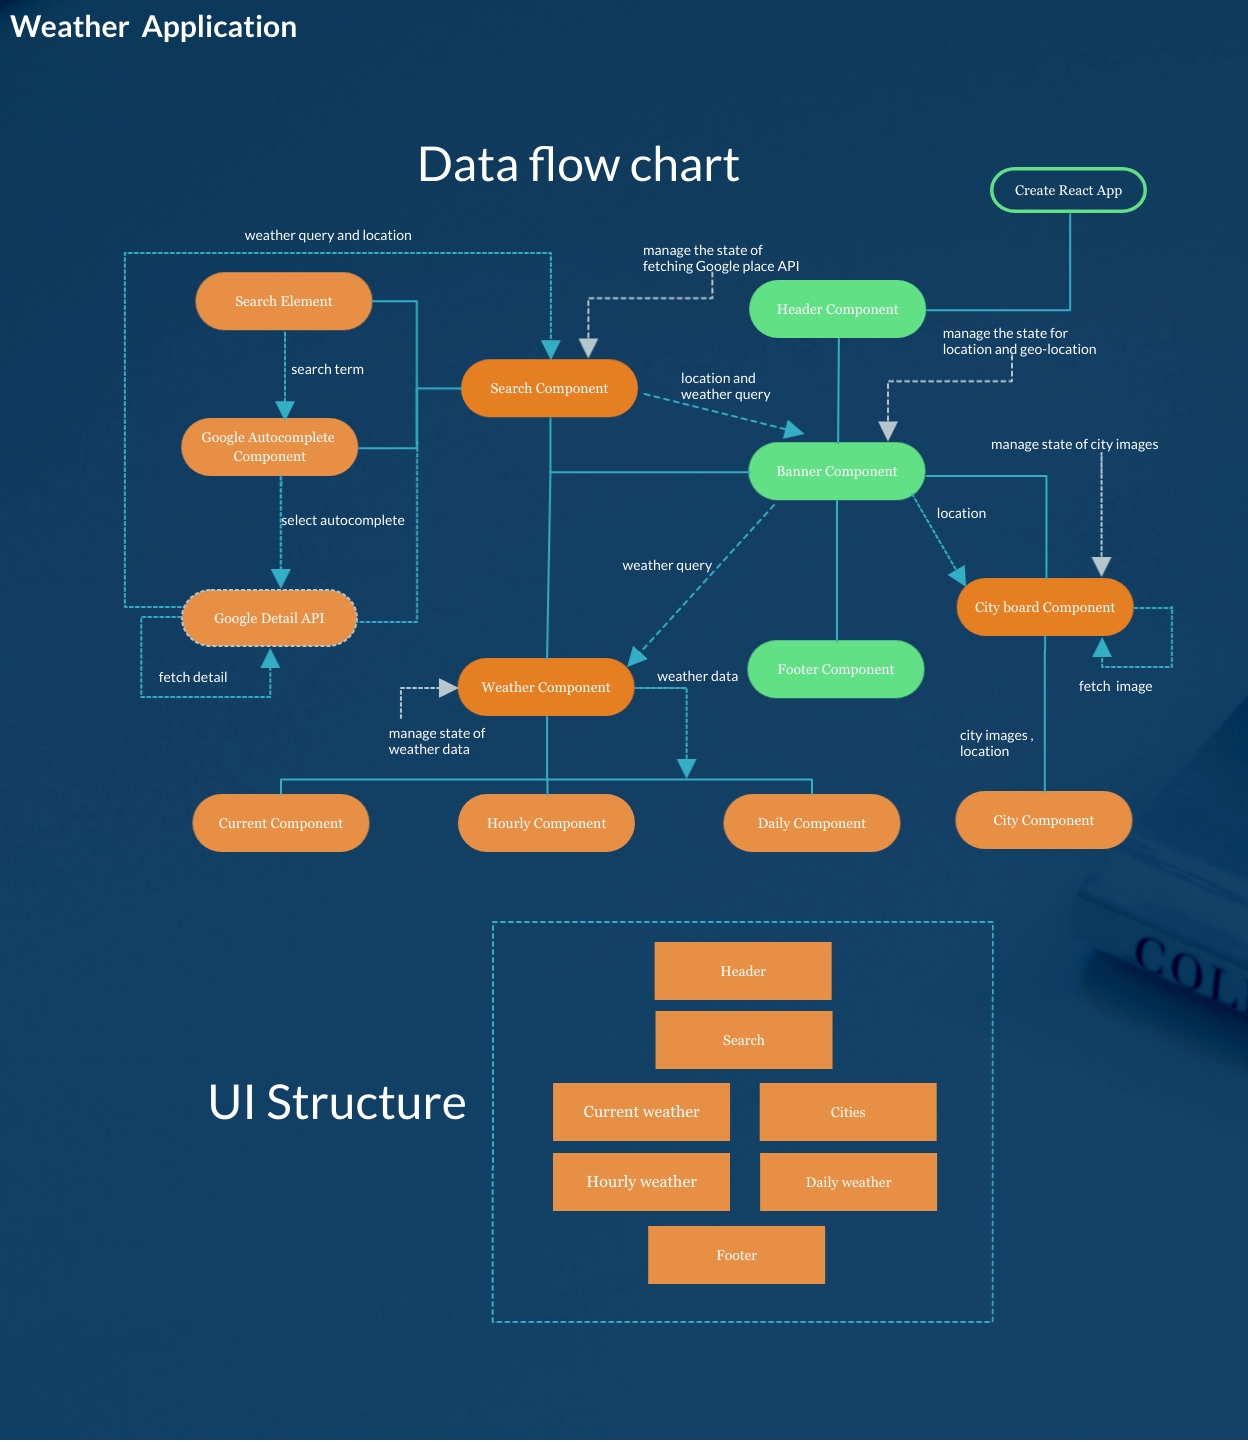 Weather  Application
Data flow chart
Create React App
weather query and location
manage the state of
fetching Google place API
Search Element
Header Component
manage the state for
location and geo-location
search term
Search Component
location and
weather query
Google Autocomplete
Component
manage state of city images
Banner Component
location
select autocomplete
weather query
City board Component
Google Detail API
fetch detail
Footer Component
weather data
Weather Component
fetch  image
manage state of
weather data
city images ,
location
Current Component
Hourly Component
Daily Component
City Component
COL
Header
Search
UI Structure
Current weather
Cities
Hourly weather
Daily weather
Footer